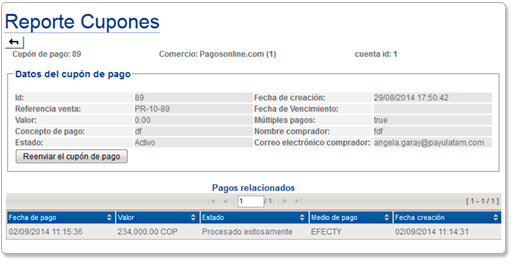 Reporte Cupones
Cupón de pago: 89 Comercio: Pagosonline.com (1) cuenta id: 1
Datos del cupón de pago
Id: 89 Fecha de creación: 29/08/2014 17:50:42
Referencia venta: PR-10-89 Fecha de Vencimiento:
Valor: 0.00 Múltiples pagos: true
Concepto de pago: df Nombre comprador: fdf
Estado: Activo Correo electrónico comprador: angela.garay@payulatam.com
Reenviar el cupón de pago
Pagos relacionados
1 / 1 [ 1 - 1 / 1 ]
Fecha de pago Valor Estado Medio de pago Fecha creación
02/09/2014 11:15:36 234,000.00 COP Procesado exitosamente EFECTY 02/09/2014 11:14:31